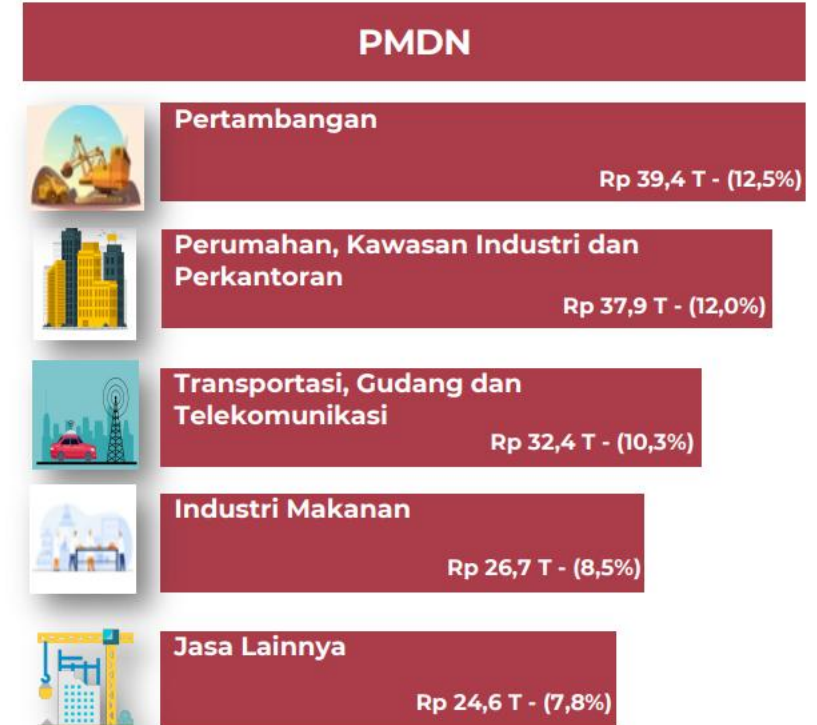 PMDN
Pertambangan
Rp 39,4 T - (12,5%)
Perumahan, Kawasan Industri dan
Perkantoran
Rp 37,9 T - (12,0%)
Transportasi, Gudang dan
Telekomunikasi
Rp 32,4 T - (10,3%)
Industri Makanan
Rp 26,7 T - (8,5%)
Jasa Lainnya
Rp 24,6 T - (7,8%)